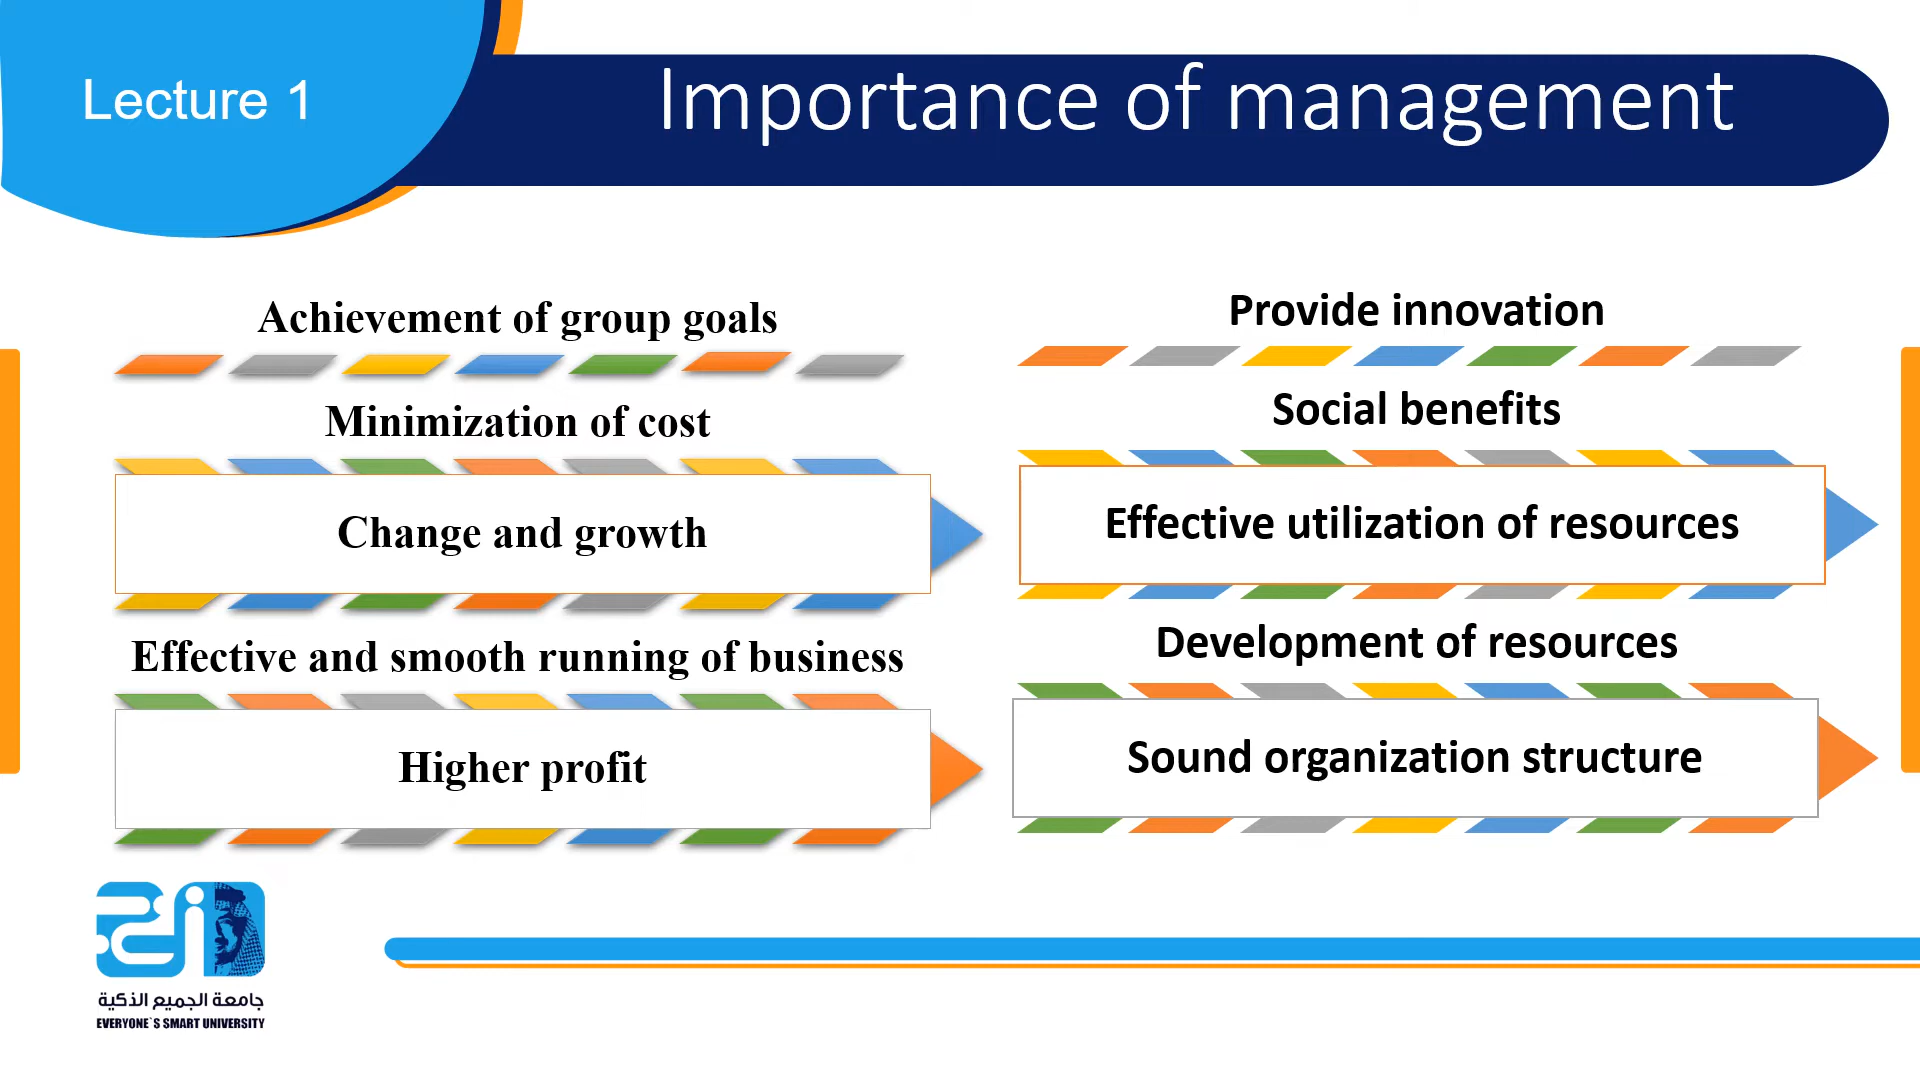 Lecture 1
Importance of management
Achievement of group goals
Minimization of cost
Change and growth
Effective and smooth running of business
Higher profit
Provide innovation
Social benefits
Effective utilization of resources
Development of resources
Sound organization structure
جامعة الجميع الذكية
EVERYONE`S SMART UNIVERSITY